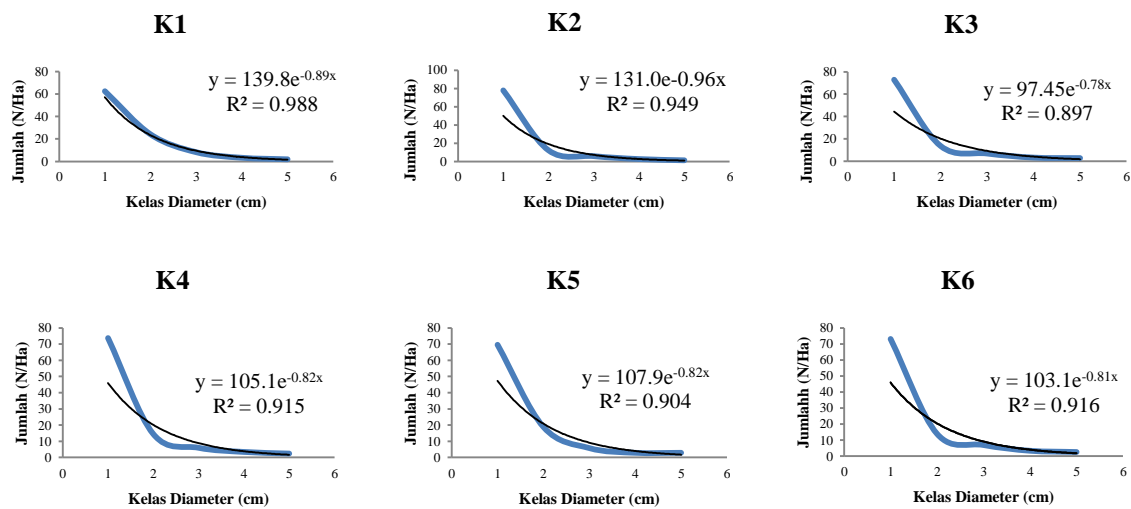 K1
y = 139.8e-0.89x
R² = 0.988
Jumlah (N/Ha)
80
60
40
20
0
0 1 2 3 4 5 6
Kelas Diameter (cm)
K2
y = 131.0e-0.96x
R² = 0.949
Jumlah (N/Ha)
100
80
60
40
20
0
0 1 2 3 4 5 6
Kelas Diameter (cm)
K3
y = 97.45e-0.78x
R² = 0.897
Jumlah (N/Ha)
80
60
40
20
0
0 1 2 3 4 5 6
Kelas Diameter (cm)
K4
y = 105.1e-0.82x
R² = 0.915
Jumlah (N/Ha)
80
70
60
50
40
30
20
10
0
0 1 2 3 4 5 6
Kelas Diameter (cm)
K5
y = 107.9e-0.82x
R² = 0.904
Jumlah (N/Ha)
80
70
60
50
40
30
20
10
0
0 1 2 3 4 5 6
Kelas Diameter (cm)
K6
y = 103.1e-0.81x
R² = 0.916
Jumlahh (N/Ha)
80
70
60
50
40
30
20
10
0
0 1 2 3 4 5 6
Kelas Diameter (cm)